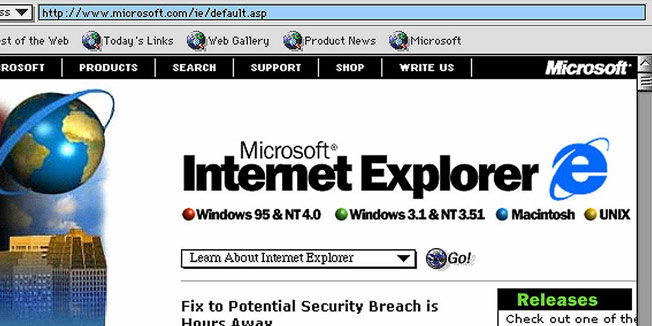 http://www.microsoft.com/ie/default.asp
of the Web Today's Links Web Gallery Product News Microsoft
PRODUCTS SEARCH SUPPORT SHOP WRITE US Microsoft
Microsoft®
Internet Explorer
Windows 95 & NT 4.0 Windows 3.1 & NT 3.51 Macintosh UNIX
Learn About Internet Explorer Go!
Fix to Potential Security Breach is
Hours Away
Releases
Check out one of the